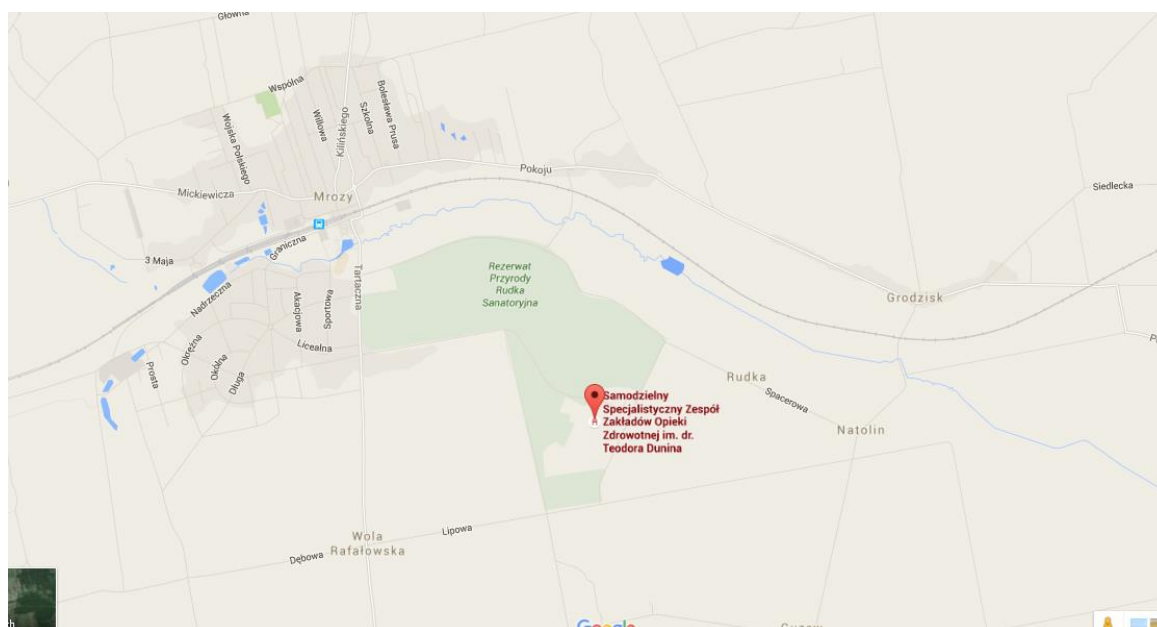 Główna
Wspólna
Wojska Polskiego
Willowa
Kilińskiego
Szkolna
Bolesława Prusa
Pokoju
Siedlecka
Mickiewicza
Mrozy
3 Maja
Graniczna
Nadrzeczna
Tartaczna
Rezerwat
Przyrody
Rudka
Sanatoryjna
Grodzisk
Akacjowa
Sportowa
Licealna
Okrężna
Okólna
Długa
Prosta
Rudka
Spacerowa
Natolin
Samodzielny
Specjalistyczny Zespół
Zakładów Opieki
Zdrowotnej im. dr.
Teodora Dunina
Lipowa
Wola
Rafałowska
Dębowa
Google